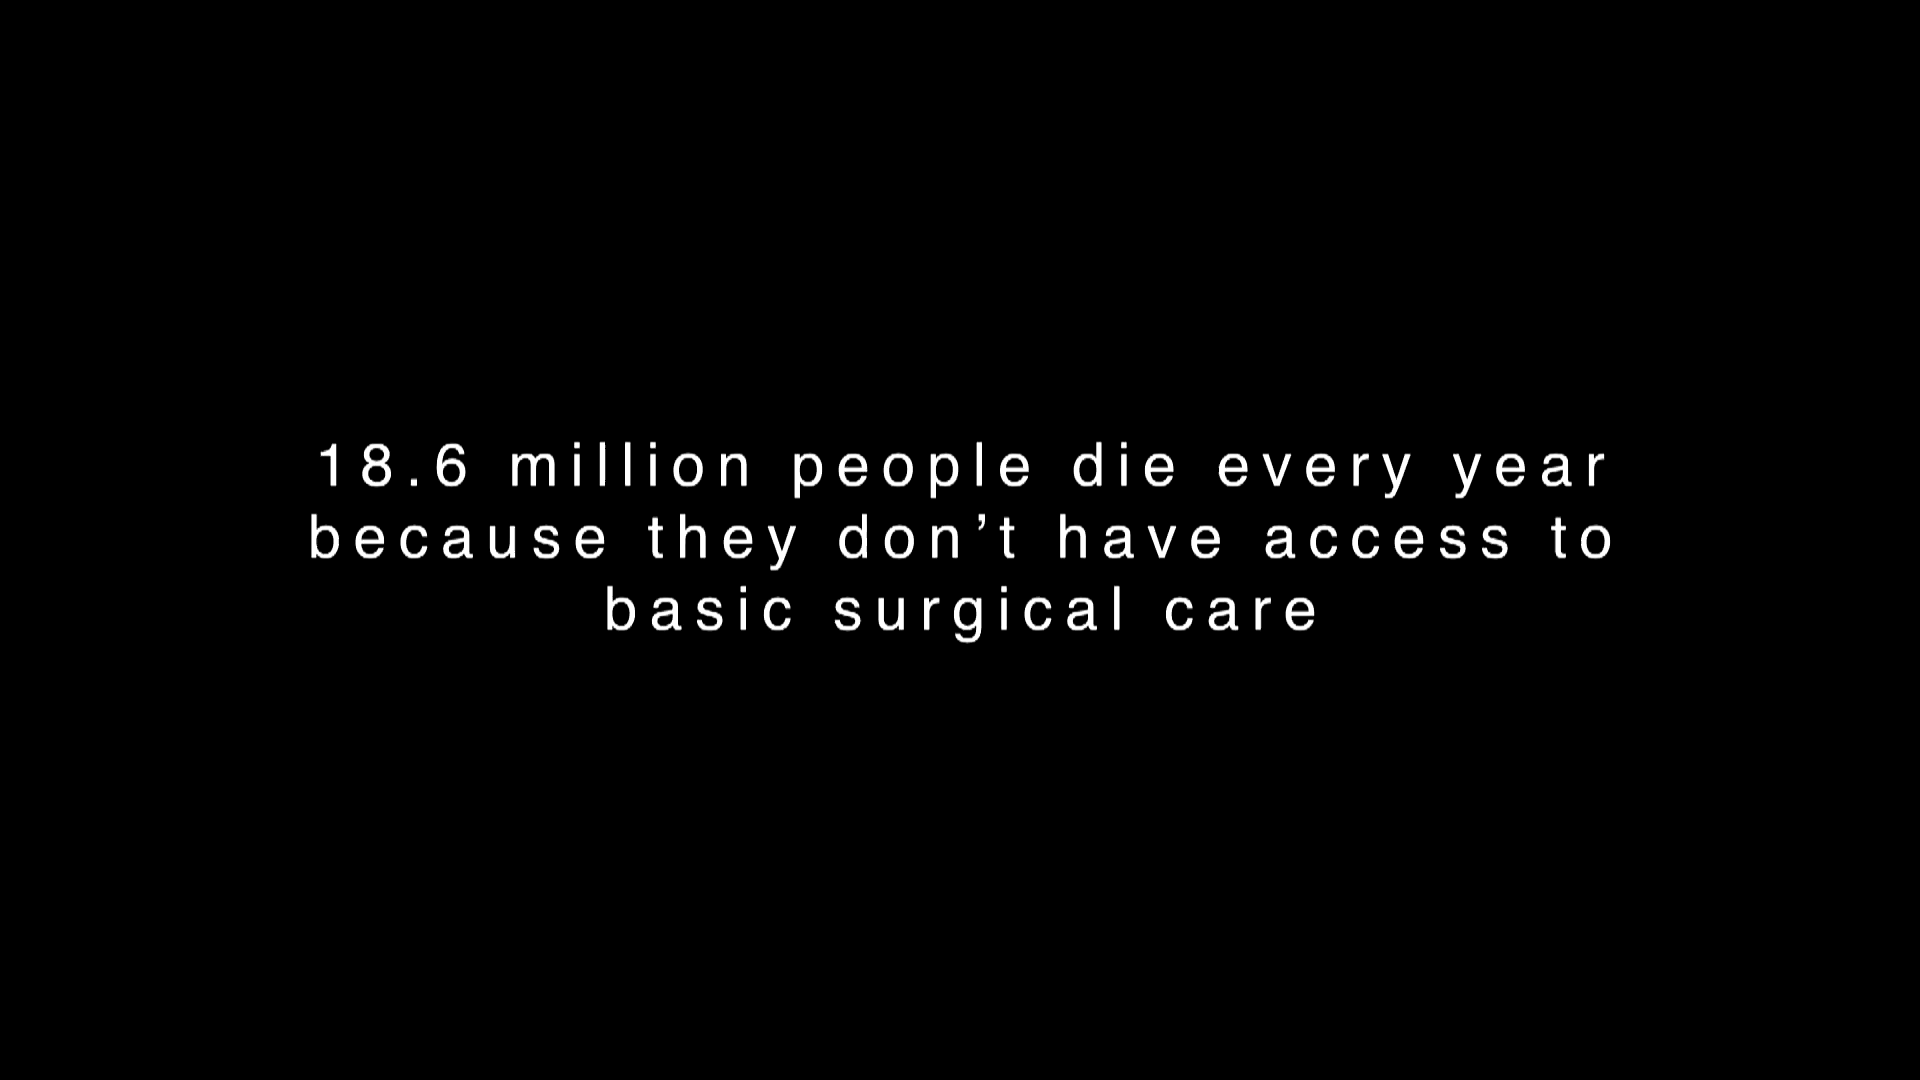 18.6 million people die every year
because they don’t have access to
basic surgical care